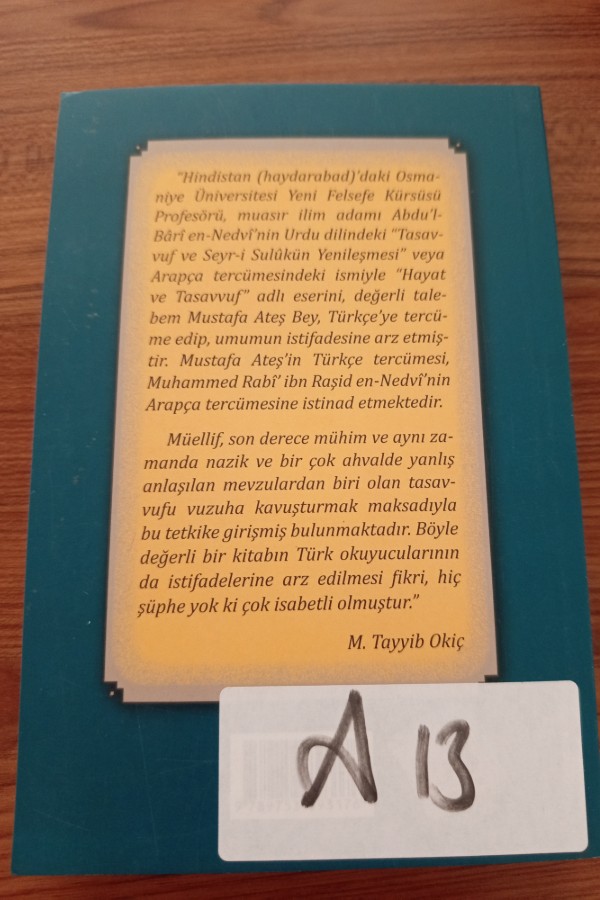 "Hindistan (haydarabad)'daki Osma-
niye Üniversitesi Yeni Felsefe Kürsüsü
Profesörü, muasır ilim adamı Abdu'l-
Bârî en-Nedvî'nin Urdu dilindeki "Tasav-
vuf ve Seyr-i Sulûkün Yenileşmesi" veya
Arapça tercümesindeki ismiyle "Hayat
ve Tasavvuf" adlı eserini, değerli tale-
bem Mustafa Ateş Bey, Türkçe'ye tercü-
me edip, umumun istifadesine arz etmiş-
tir. Mustafa Ateş'in Türkçe tercümesi,
Muhammed Rabî' ibn Raşid en-Nedvî'nin
Arapça tercümesine istinad etmektedir.
Müellif, son derece mühim ve aynı za-
manda nazik ve bir çok ahvalde yanlış
anlaşılan mevzulardan biri olan tasav-
vufu vuzuha kavuşturmak maksadıyla
bu tetkike girişmiş bulunmaktadır. Böyle
değerli bir kitabın Türk okuyucularının
da istifadelerine arz edilmesi fikri, hiç
şüphe yok ki çok isabetli olmuştur."
M. Tayyib Okiç
A 13